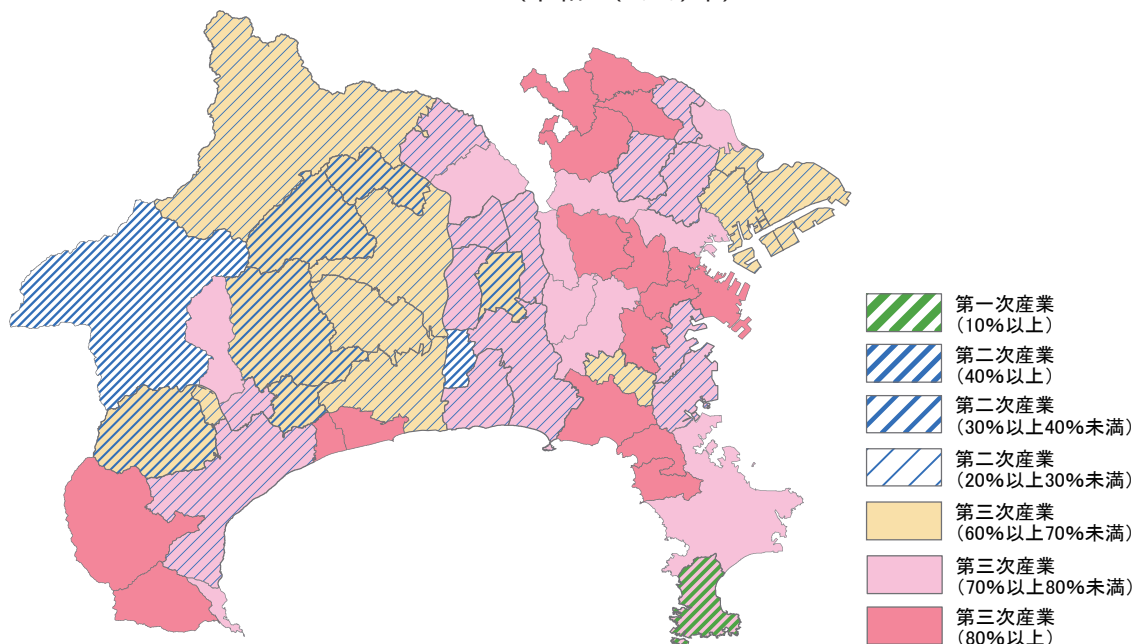 第一次産業
(10%以上)
第二次産業
(40%以上)
第二次産業
(30%以上40%未満)
第二次産業
(20%以上30%未満)
第三次産業
(60%以上70%未満)
第三次産業
(70%以上80%未満)
第三次産業
(80%以上)